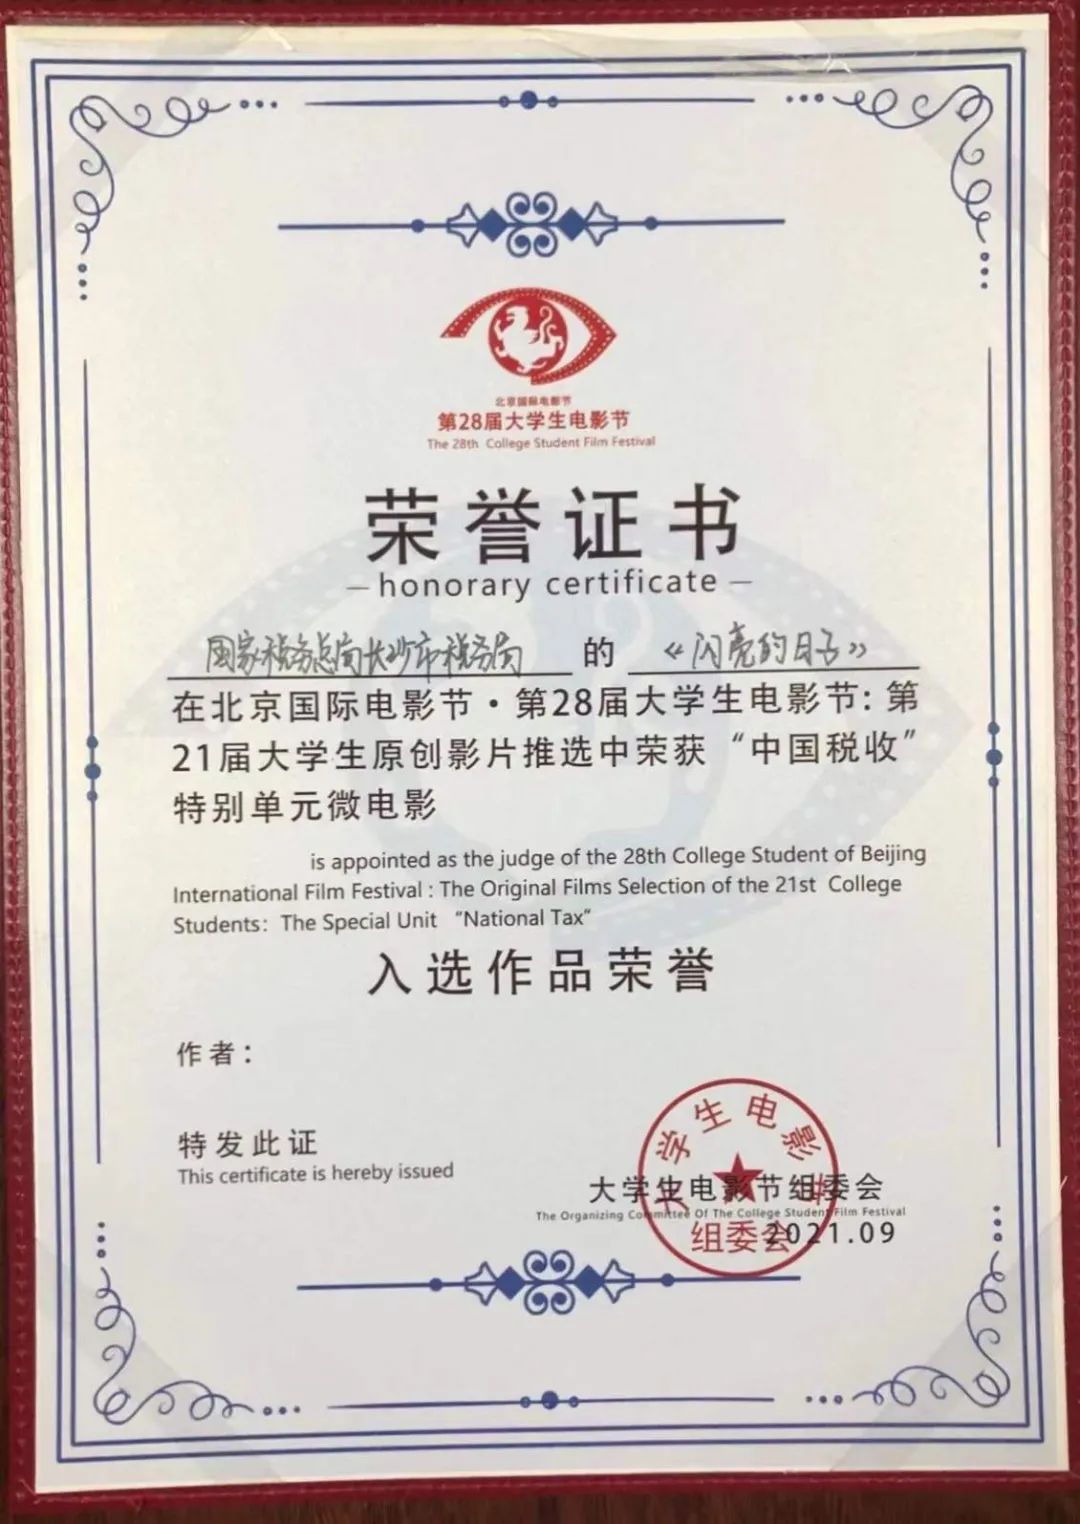 北京国际电影节
第28届大学生电影节
The 28th College Student Film Festival
荣誉证书
— honorary certificate —
国家税务总局长沙市税务局 的 《闪亮的日子》
在北京国际电影节·第28届大学生电影节: 第
21届大学生原创影片推选中荣获“中国税收”
特别单元微电影
is appointed as the judge of the 28th College Student of Beijing
International Film Festival : The Original Films Selection of the 21st College
Students: The Special Unit “National Tax”
入选作品荣誉
作者:
特发此证
This certificate is hereby issued
大学生电影节组委会
The Organizing Committee Of The College Student Film Festival
2021.09
大学生电影节
组委会